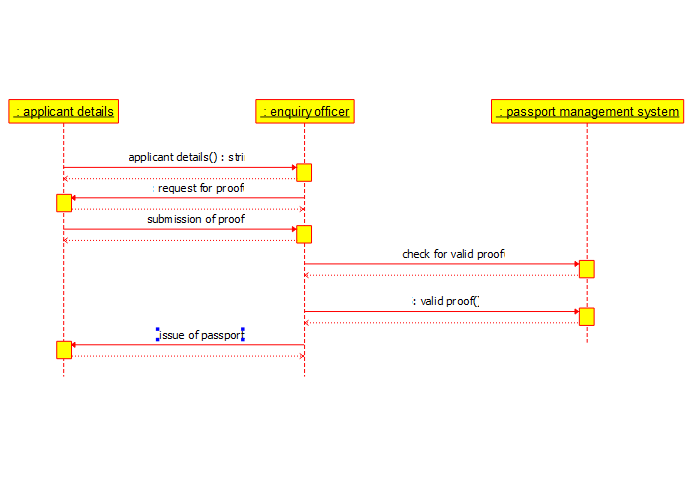 : applicant details
: enquiry officer
: passport management system
applicant details() : stri
: request for proof
submission of proof
check for valid proof
: valid proof(
issue of passport